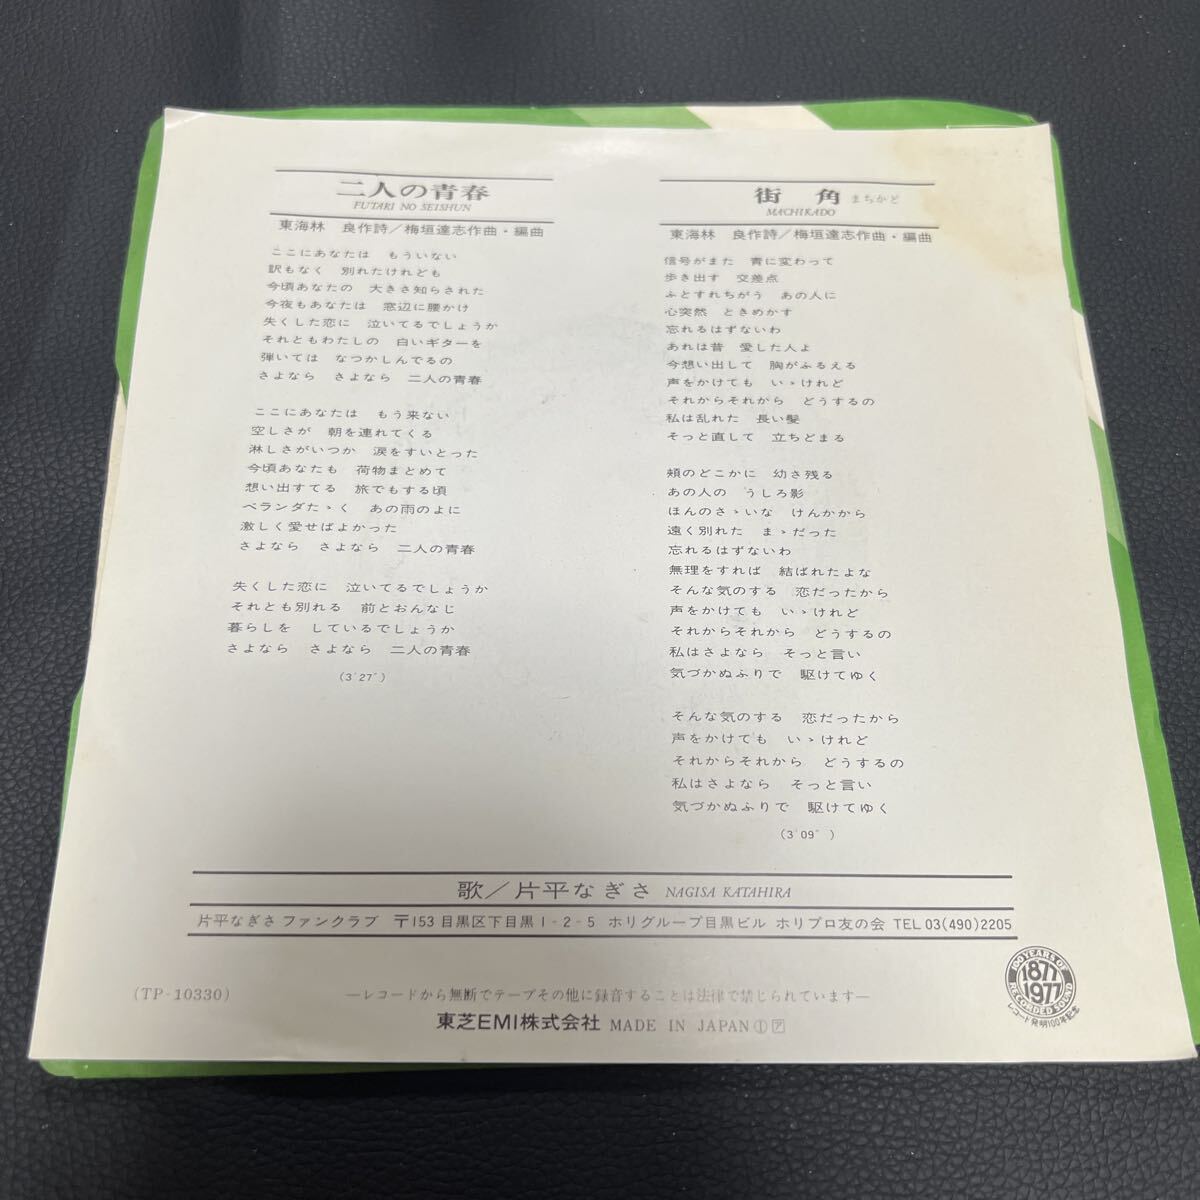 二人の青春
FUTARI NO SEISHUN
東海林 良作詩／梅垣達志作曲・編曲
ここにあなたは もういない
訳もなく 別れたけれども
今頃あなたの 大きさ知らされた
今夜もあなたは 窓辺に腰かけ
失くした恋に 泣いてるでしょうか
それともわたしの 白いギターを
弾いては なつかしんでるの
さよなら さよなら 二人の青春
ここにあなたは もう来ない
空しさが 朝を連れてくる
淋しさがいつか 涙をすいとった
今頃あなたも 荷物まとめて
想い出すてる 旅でもする頃
ベランダたゝく あの雨のよに
激しく愛せばよかった
さよなら さよなら 二人の青春
失くした恋に 泣いてるでしょうか
それとも別れる 前とおんなじ
暮らしを しているでしょうか
さよなら さよなら 二人の青春
(3'27")
街角 まちかど
MACHIKADO
東海林 良作詩／梅垣達志作曲・編曲
信号がまた 青に変わって
歩き出す 交差点
ふとすれちがう あの人に
心突然 ときめかす
忘れるはずないわ
あれは昔 愛した人よ
今想い出して 胸がふるえる
声をかけても いゝけれど
それからそれから どうするの
私は乱れた 長い髪
そっと直して 立ちどまる
頬のどこかに 幼さ残る
あの人の うしろ影
ほんのさゝいな けんかから
遠く別れた まゝだった
忘れるはずないわ
無理をすれば 結ばれたよな
そんな気のする 恋だったから
声をかけても いゝけれど
それからそれから どうするの
私はさよなら そっと言い
気づかぬふりで 駆けてゆく
そんな気のする 恋だったから
声をかけても いゝけれど
それからそれから どうするの
私はさよなら そっと言い
気づかぬふりで 駆けてゆく
(3'09")
歌／片平なぎさ NAGISA KATAHIRA
片平なぎさ ファンクラブ 〒153 目黒区下目黒1-2-5 ホリグループ目黒ビル ホリプロ友の会 TEL 03(490)2205
(TP-10330)
―レコードから無断でテープその他に録音することは法律で禁じられています―
東芝EMI株式会社 MADE IN JAPAN①ア
100 YEARS OF
1877
1977
RECORDED SOUND
レコード発明100年記念